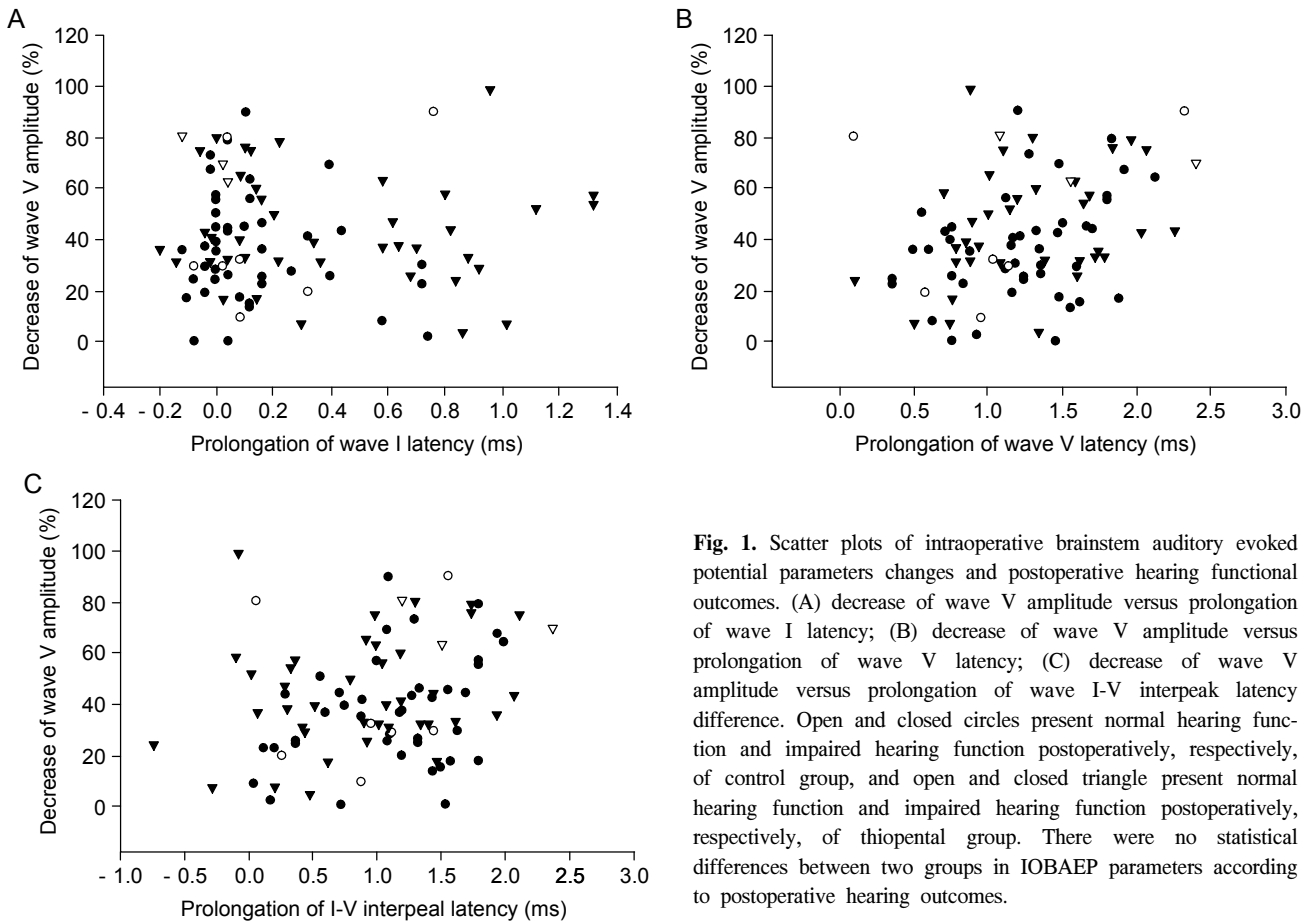 A
Decrease of wave V amplitude (%)
120
100
80
60
40
20
0
- 0.4 - 0.2 0.0 0.2 0.4 0.6 0.8 1.0 1.2 1.4
Prolongation of wave I latency (ms)
B
Decrease of wave V amplitude (%)
120
100
80
60
40
20
0
0.0 0.5 1.0 1.5 2.0 2.5 3.0
Prolongation of wave V latency (ms)
C
Decrease of wave V amplitude (%)
120
100
80
60
40
20
0
- 1.0 - 0.5 0.0 0.5 1.0 1.5 2.0 2.5 3.0
Prolongation of I-V interpeal latency (ms)
Fig. 1. Scatter plots of intraoperative brainstem auditory evoked
potential parameters changes and postoperative hearing functional
outcomes. (A) decrease of wave V amplitude versus prolongation
of wave I latency; (B) decrease of wave V amplitude versus
prolongation of wave V latency; (C) decrease of wave V
amplitude versus prolongation of wave I-V interpeak latency
difference. Open and closed circles present normal hearing func-
tion and impaired hearing function postoperatively, respectively,
of control group, and open and closed triangle present normal
hearing function and impaired hearing function postoperatively,
respectively, of thiopental group. There were no statistical
differences between two groups in IOBAEP parameters according
to postoperative hearing outcomes.